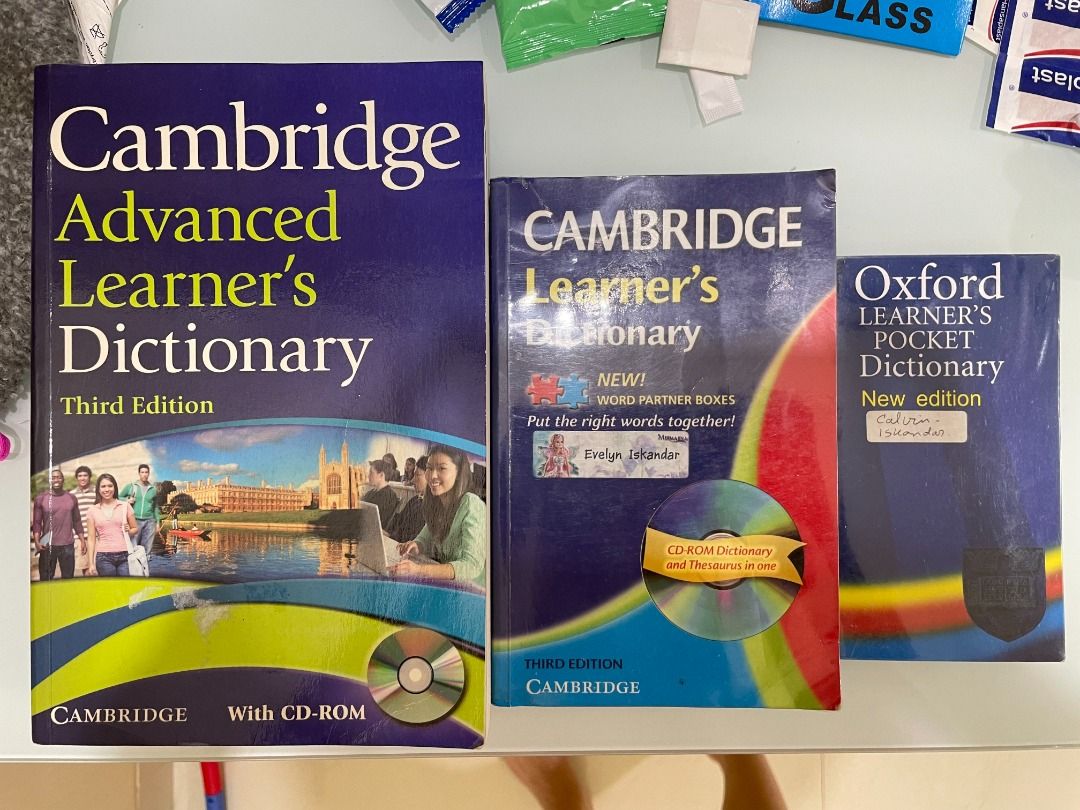 Cambridge
Advanced
Learner's
Dictionary
Third Edition
CAMBRIDGE
With CD-ROM
CAMBRIDGE
Learner's
Dictionary
NEW!
WORD PARTNER BOXES
Put the right words together!
Evelyn Iskandar
CD-ROM Dictionary
and Thesaurus in one
THIRD EDITION
CAMBRIDGE
Oxford
LEARNER'S
POCKET
Dictionary
New edition
Calvin
Iskandar
LASS
plast